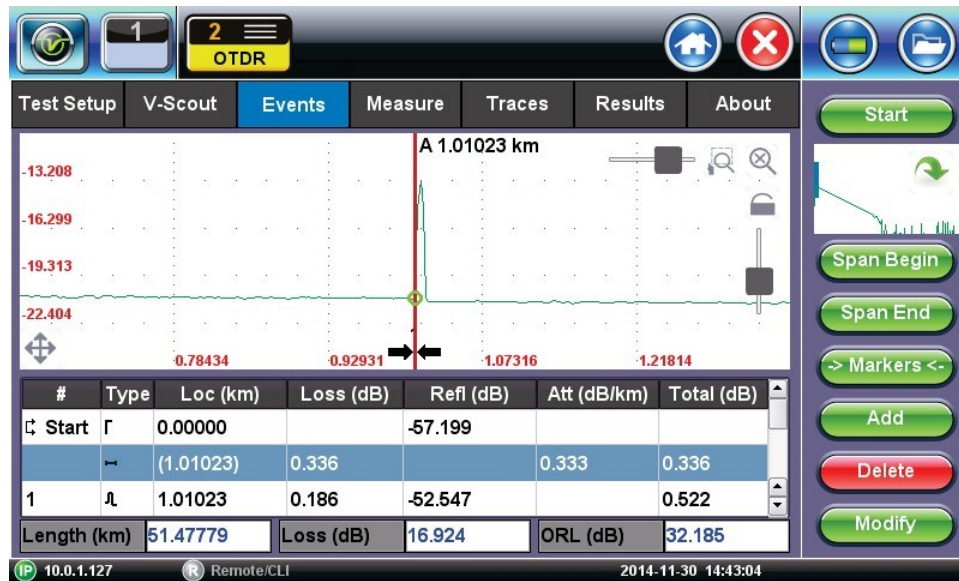 1
2
OTDR
Test Setup V-Scout Events Measure Traces Results About
Start
A 1.01023 km
-13.208
-16.299
-19.313
-22.404
0.78434 0.92931 1.07316 1.21814
Span Begin
Span End
-> Markers <-
Add
Delete
Modify
# Type Loc (km) Loss (dB) Refl (dB) Att (dB/km) Total (dB)
Start 0.00000 -57.199
(1.01023) 0.336 0.333 0.336
1 1.01023 0.186 -52.547 0.522
Length (km) 51.47779 Loss (dB) 16.924 ORL (dB) 32.185
IP 10.0.1.127 R Remote/CLI 2014-11-30 14:43:04